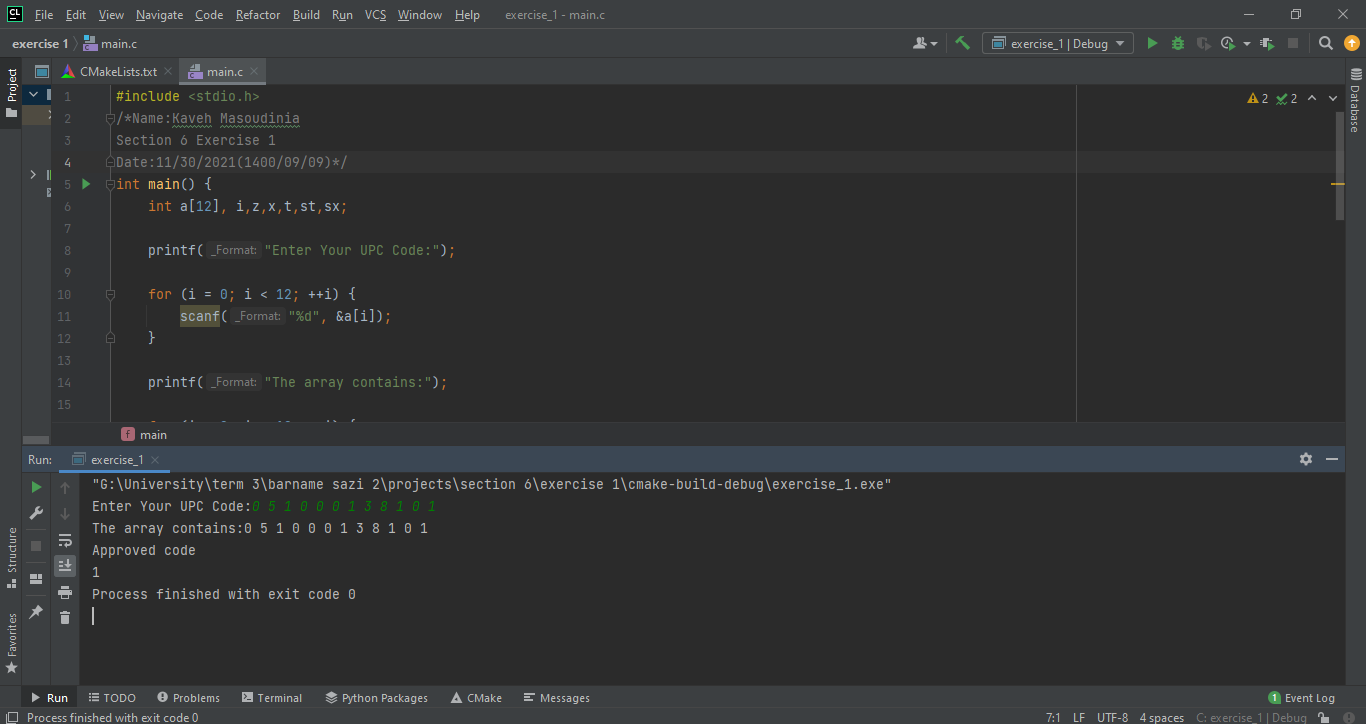 CL File Edit View Navigate Code Refactor Build Run VCS Window Help exercise_1 - main.c
exercise 1 main.c exercise_1 | Debug
Project
CMakeLists.txt main.c
Database
2 2
1 #include <stdio.h>
2 /*Name:Kaveh Masoudinia
3 Section 6 Exercise 1
4 Date:11/30/2021(1400/09/09)*/
5 int main() {
6 int a[12], i,z,x,t,st,sx;
7
8 printf( _Format: "Enter Your UPC Code:");
9
10 for (i = 0; i < 12; ++i) {
11 scanf( _Format: "%d", &a[i]);
12 }
13
14 printf( _Format: "The array contains:");
15
f main
Run: exercise_1
"G:\University\term 3\barname sazi 2\projects\section 6\exercise 1\cmake-build-debug\exercise_1.exe"
Enter Your UPC Code:0 5 1 0 0 0 1 3 8 1 0 1
The array contains:0 5 1 0 0 0 1 3 8 1 0 1
Approved code
1
Process finished with exit code 0
Structure
Favorites
Run TODO Problems Terminal Python Packages CMake Messages 1 Event Log
Process finished with exit code 0 7:1 LF UTF-8 4 spaces C: exercise_1 | Debug